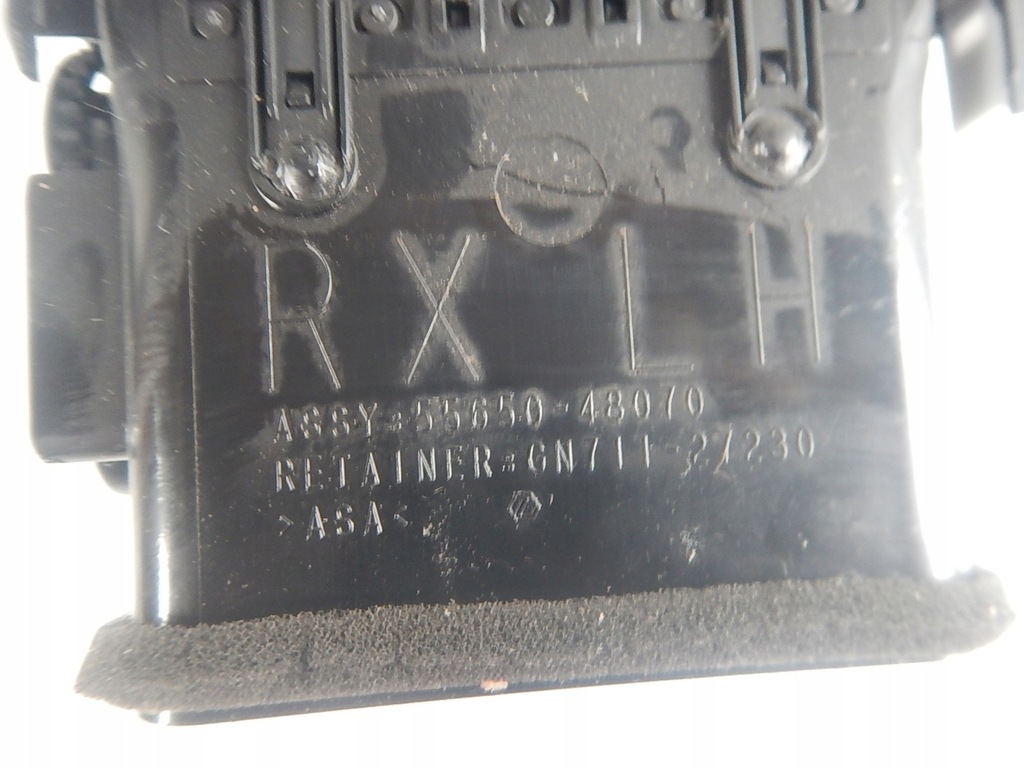 RX LH
ASSY=55650-48070
RETAINER=GN711-27230
>ASA<